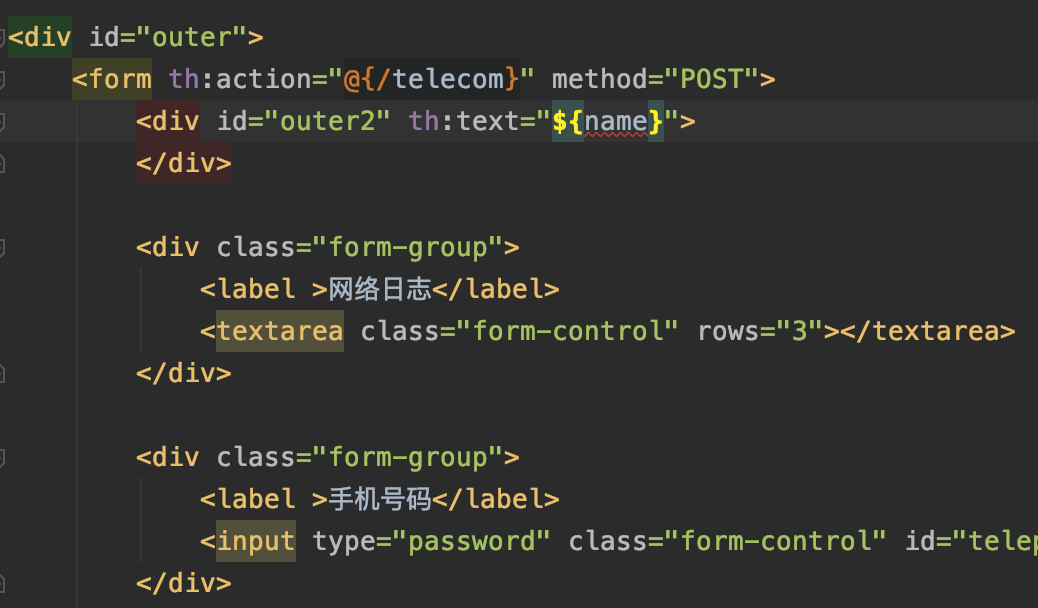 <div id="outer">
<form th:action="@{/telecom}" method="POST">
<div id="outer2" th:text="${name}">
</div>
<div class="form-group">
<label >网络日志</label>
<textarea class="form-control" rows="3"></textarea>
</div>
<div class="form-group">
<label >手机号码</label>
<input type="password" class="form-control" id="telep
</div>